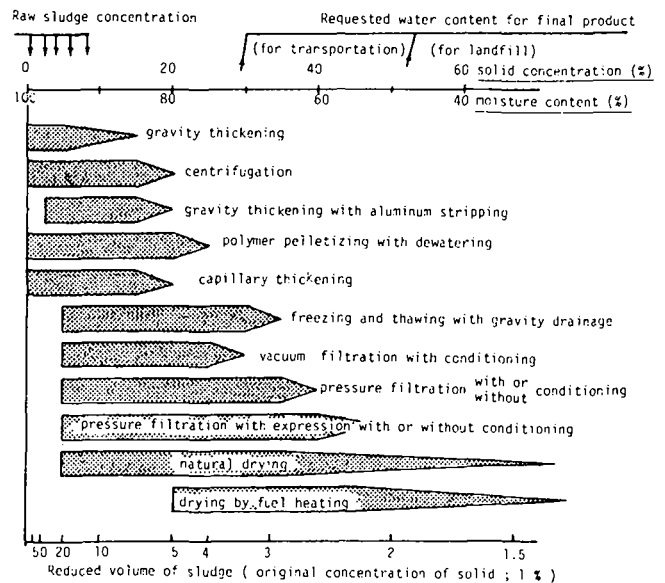 Raw sludge concentration
Requested water content for final product
(for transportation) (for landfill)
0 20 40 60 solid concentration (%)
100 80 60 40 moisture content (%)
gravity thickening
centrifugation
gravity thickening with aluminum stripping
polymer pelletizing with dewatering
capillary thickening
freezing and thawing with gravity drainage
vacuum filtration with conditioning
pressure filtration with or without conditioning
pressure filtration with expression with or without conditioning
natural drying
drying by fuel heating
50 20 10 5 4 3 2 1.5
Reduced volume of sludge ( original concentration of solid ; 1 % )